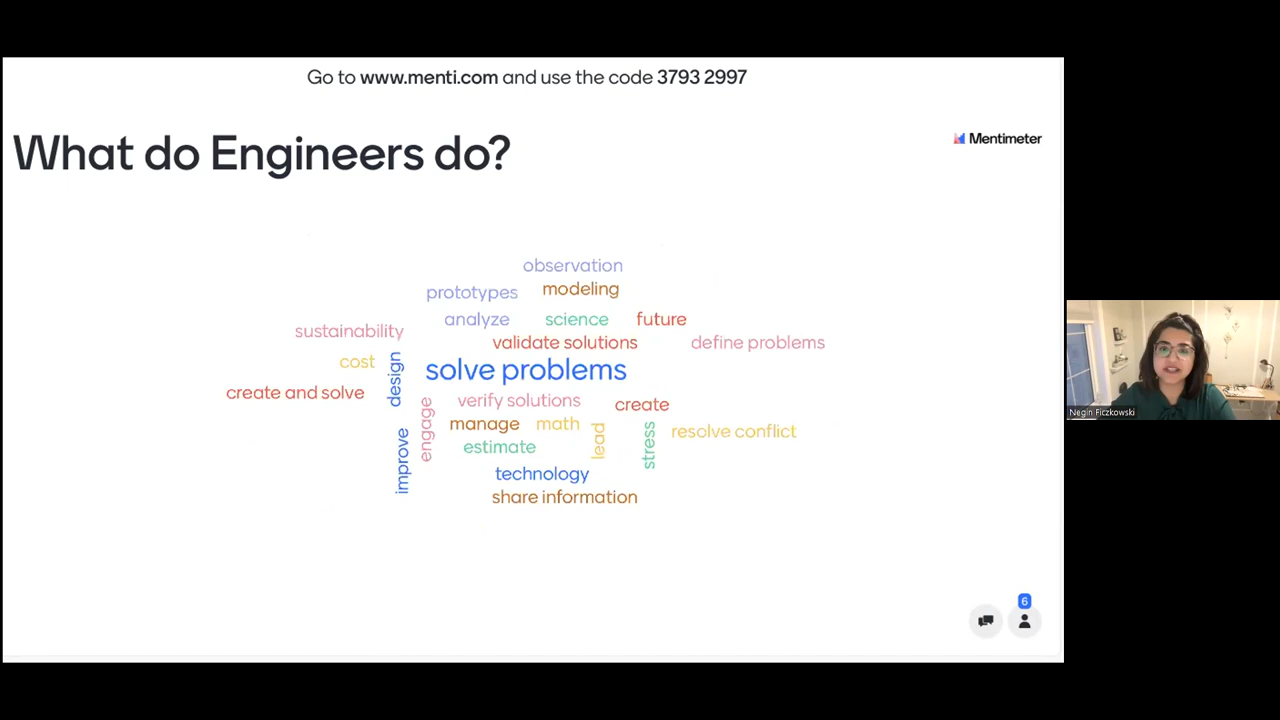 Go to www.menti.com and use the code 3793 2997
What do Engineers do?
Mentimeter
observation
prototypes
modeling
analyze
science
future
sustainability
validate solutions
define problems
cost
design
solve problems
create and solve
engage
verify solutions
create
manage
math
lead
stress
resolve conflict
improve
estimate
technology
share information
6
Negin Ficzkowski